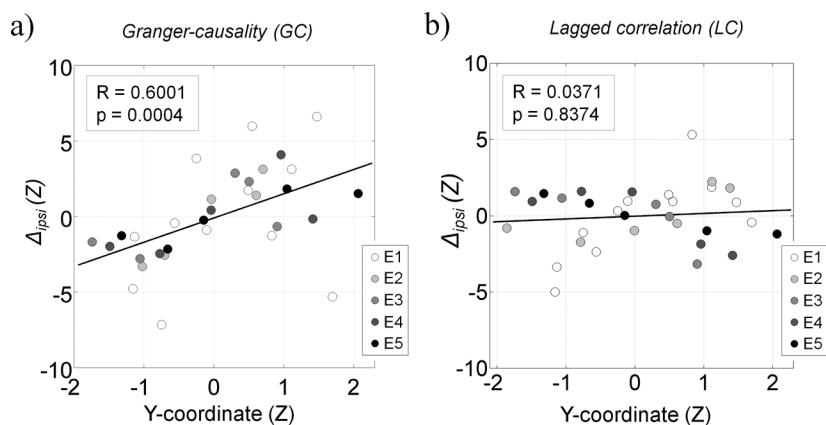 a)
Granger-causality (GC)
R = 0.6001
p = 0.0004
10
5
0
-5
-10
Δipsi (Z)
-2
-1
0
1
2
Y-coordinate (Z)
E1
E2
E3
E4
E5
b)
Lagged correlation (LC)
R = 0.0371
p = 0.8374
10
5
0
-5
-10
Δipsi (Z)
-2
-1
0
1
2
Y-coordinate (Z)
E1
E2
E3
E4
E5